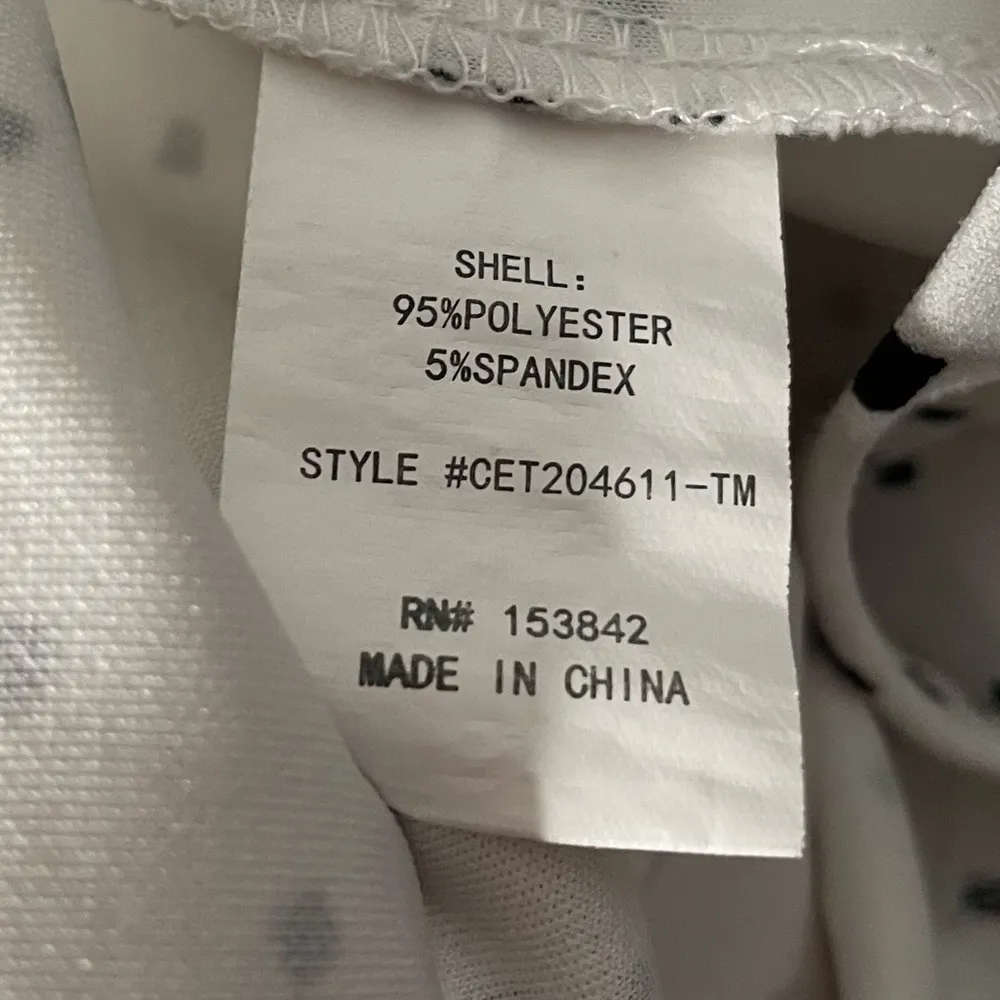 SHELL:
95%POLYESTER
5%SPANDEX
STYLE #CET204611-TM
RN# 153842
MADE IN CHINA